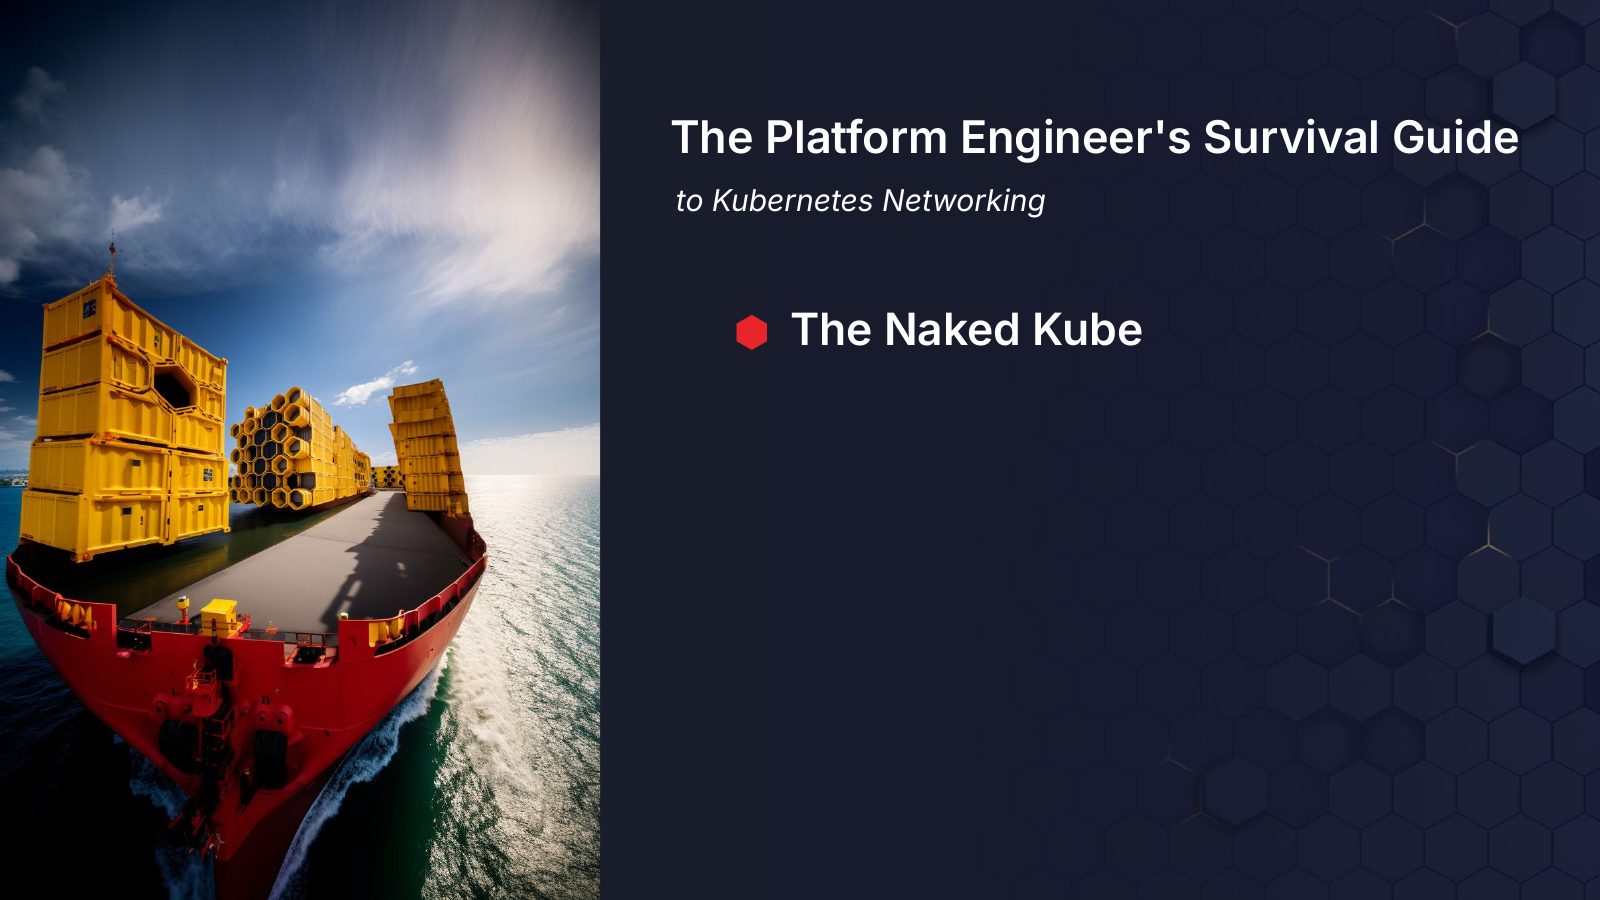 The Platform Engineer's Survival Guide
to Kubernetes Networking
The Naked Kube